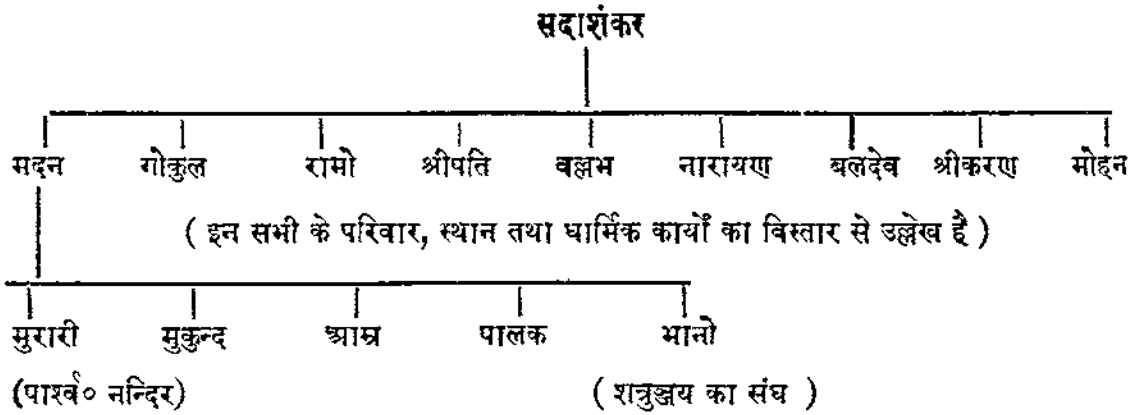 सदाशंकर
मदन गोकुल रामो श्रीपति वल्लभ नारायण बलदेव श्रीकरण मोहन
( इन सभी के परिवार, स्थान तथा धार्मिक कार्यों का विस्तार से उल्लेख है )
मुरारी मुकुन्द आम्र पालक भानो
(पार्श्व० नन्दिर) ( शत्रुञ्जय का संघ )